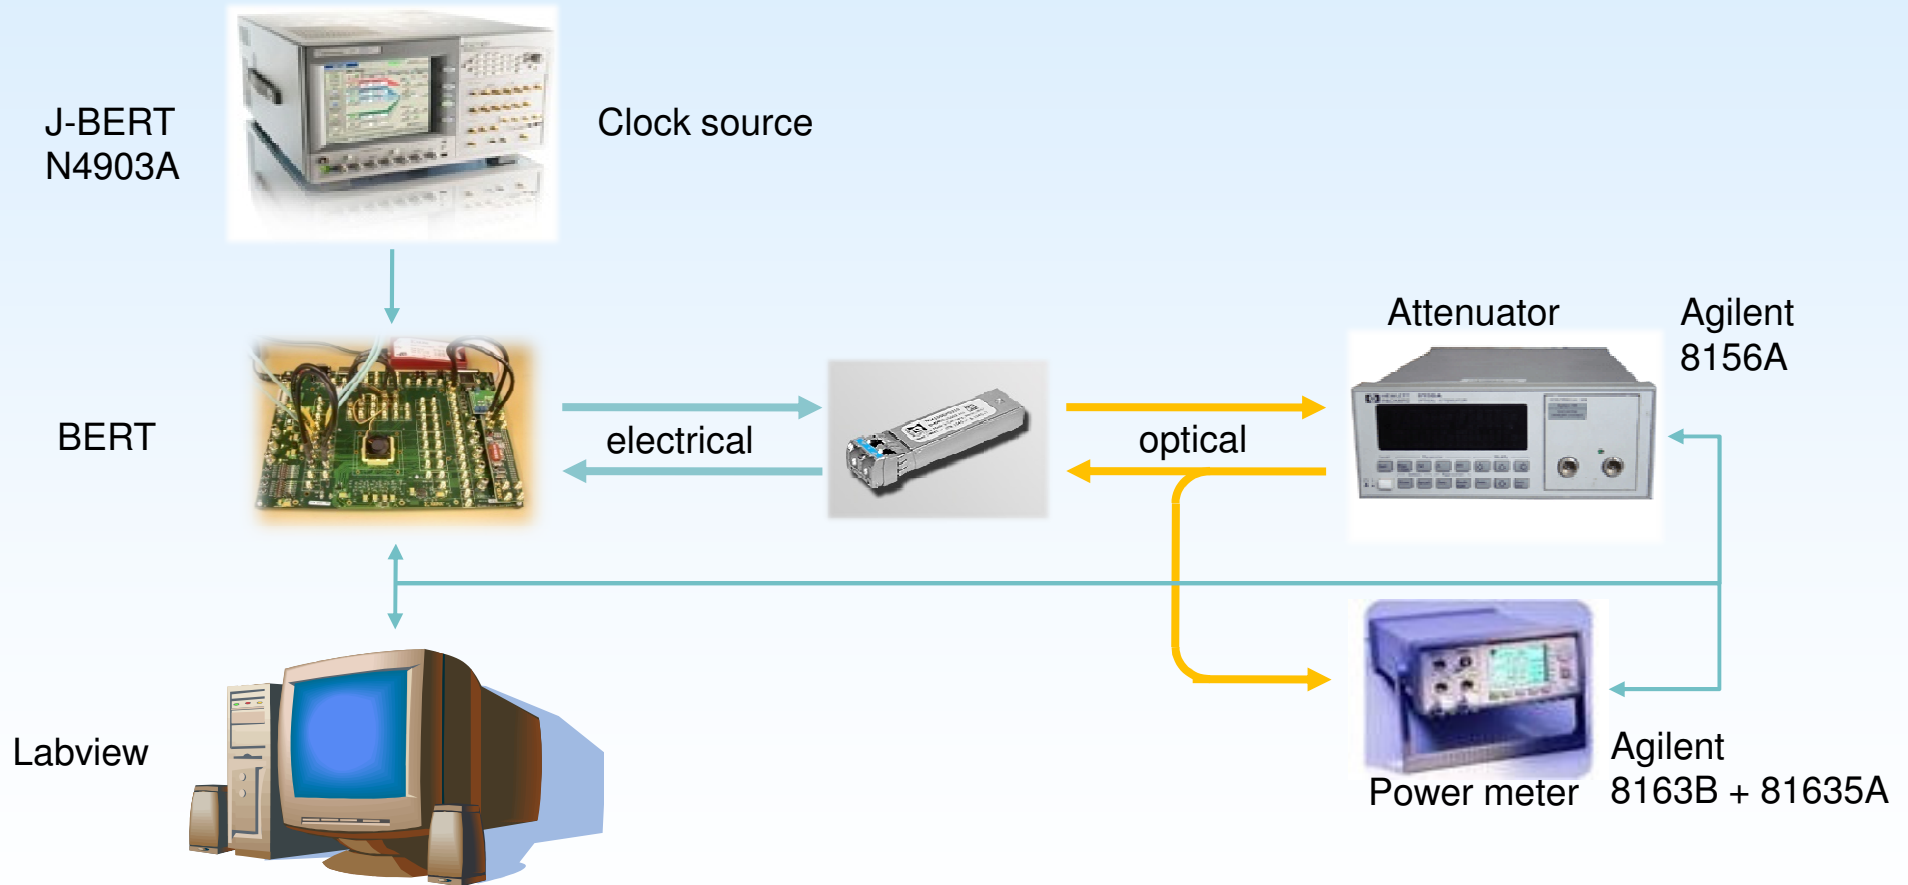 J-BERT
N4903A
Clock source
Attenuator
Agilent
8156A
BERT
electrical
optical
Labview
Power meter
Agilent
8163B + 81635A